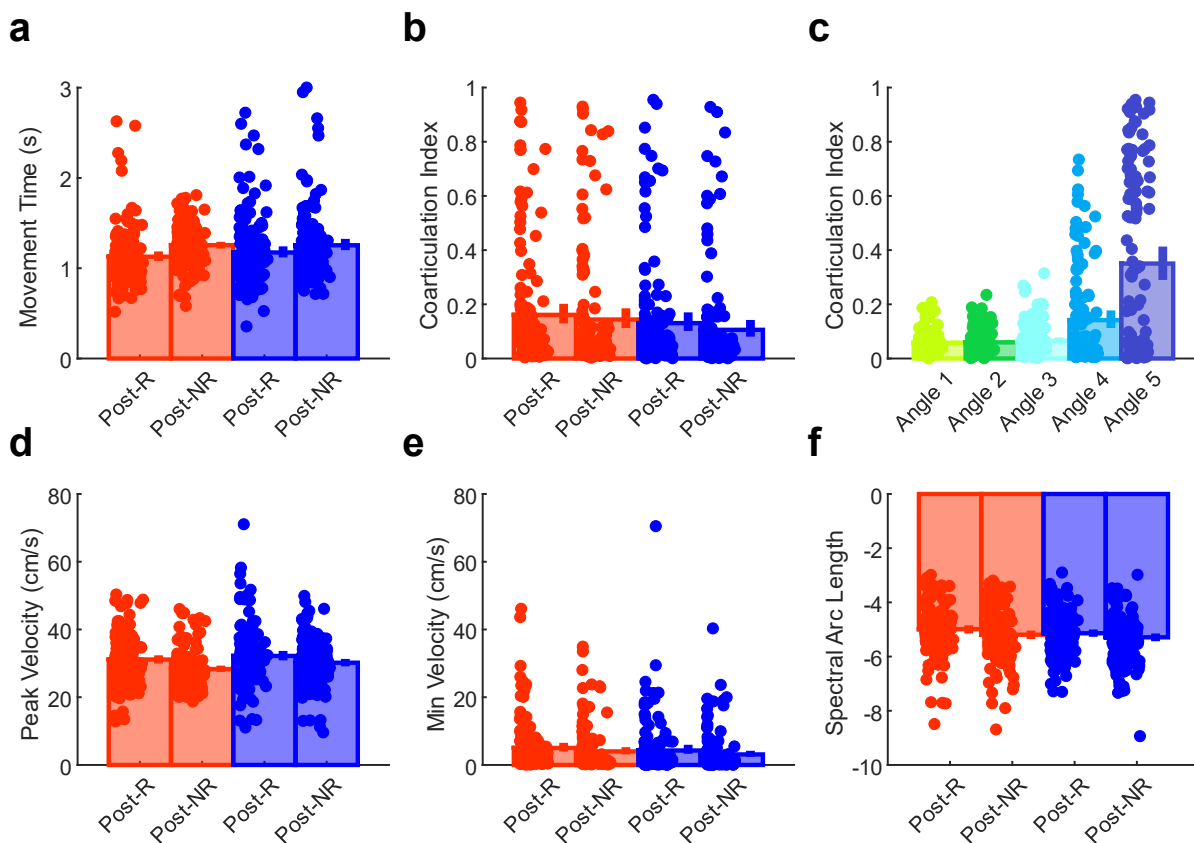 a
Movement Time (s)
3
2
1
0
Post-R
Post-NR
Post-R
Post-NR
b
Coarticulation Index
1
0.8
0.6
0.4
0.2
0
Post-R
Post-NR
Post-R
Post-NR
c
Coarticulation Index
1
0.8
0.6
0.4
0.2
0
Angle 1
Angle 2
Angle 3
Angle 4
Angle 5
d
Peak Velocity (cm/s)
80
60
40
20
0
Post-R
Post-NR
Post-R
Post-NR
e
Min Velocity (cm/s)
80
60
40
20
0
Post-R
Post-NR
Post-R
Post-NR
f
Spectral Arc Length
0
-2
-4
-6
-8
-10
Post-R
Post-NR
Post-R
Post-NR